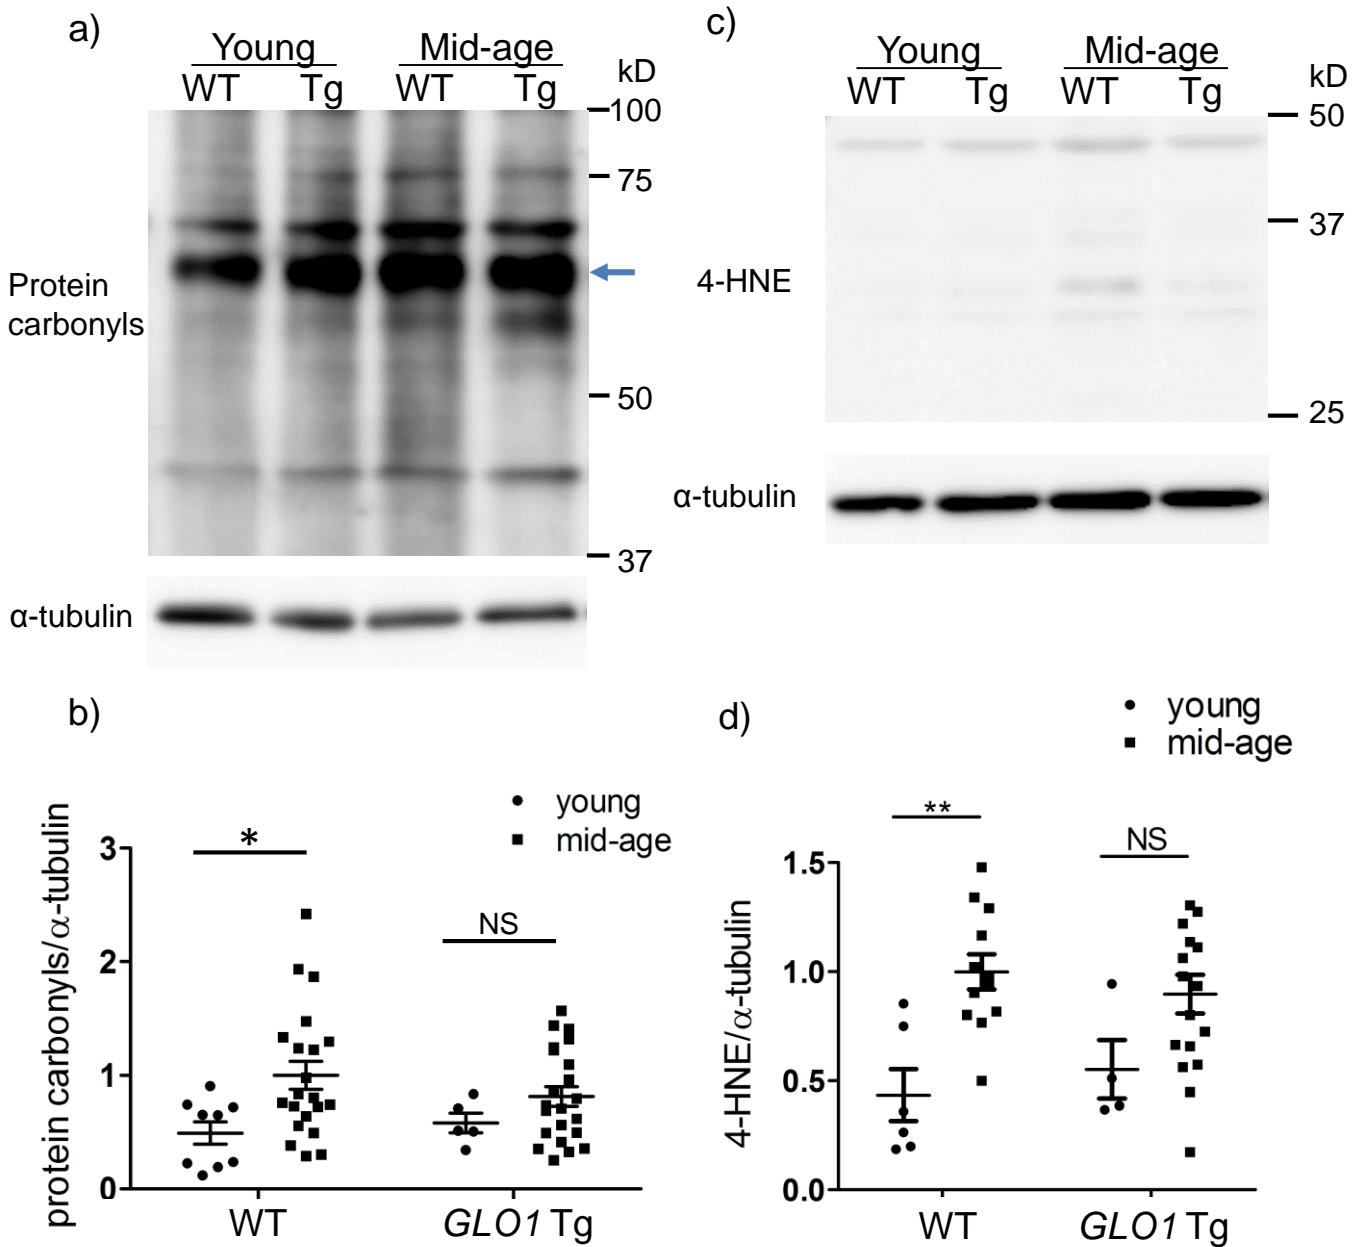 a)
Young Mid-age
WT Tg WT Tg
kD
100
75
Protein
carbonyls
50
37
α-tubulin
c)
Young Mid-age
WT Tg WT Tg
kD
50
37
4-HNE
25
α-tubulin
b)
young
mid-age
protein carbonyls/α-tubulin
3
2
1
0
*
NS
WT GLO1 Tg
d)
young
mid-age
4-HNE/α-tubulin
1.5
1.0
0.5
0.0
**
NS
WT GLO1 Tg